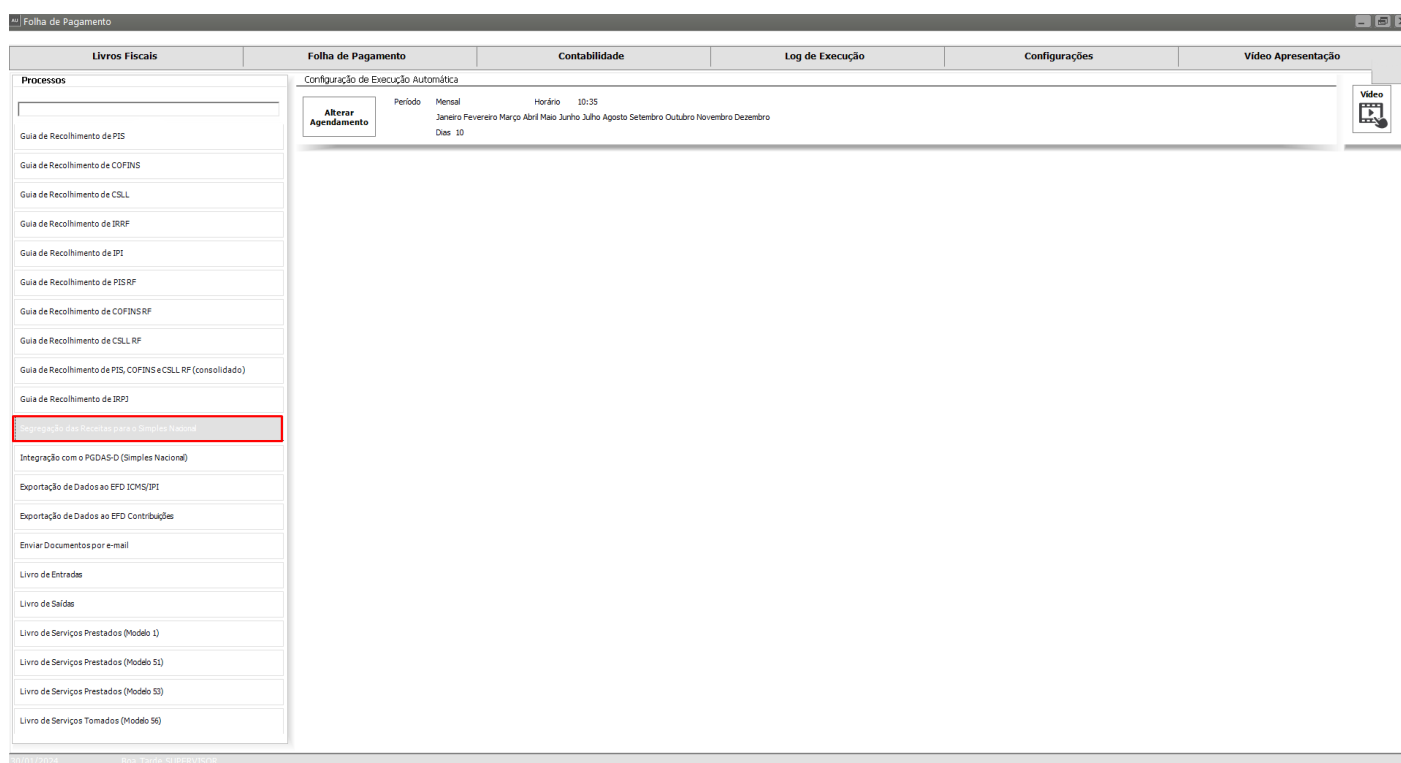 AU Folha de Pagamento
Livros Fiscais
Folha de Pagamento
Contabilidade
Log de Execução
Configurações
Vídeo Apresentação
Processos
Guia de Recolhimento de PIS
Guia de Recolhimento de COFINS
Guia de Recolhimento de CSLL
Guia de Recolhimento de IRRF
Guia de Recolhimento de IPI
Guia de Recolhimento de PIS RF
Guia de Recolhimento de COFINS RF
Guia de Recolhimento de CSLL RF
Guia de Recolhimento de PIS, COFINS e CSLL RF (consolidado)
Guia de Recolhimento de IRPJ
Segregação das Receitas para o Simples Nacional
Integração com o PGDAS-D (Simples Nacional)
Exportação de Dados ao EFD ICMS/IPI
Exportação de Dados ao EFD Contribuições
Enviar Documentos por e-mail
Livro de Entradas
Livro de Saídas
Livro de Serviços Prestados (Modelo 1)
Livro de Serviços Prestados (Modelo 51)
Livro de Serviços Prestados (Modelo 53)
Livro de Serviços Tomados (Modelo 56)
Configuração de Execução Automática
Alterar
Agendamento
Período Mensal Horário 10:35
Janeiro Fevereiro Março Abril Maio Junho Julho Agosto Setembro Outubro Novembro Dezembro
Dias 10
Vídeo
30/01/2024 Boa Tarde SUPERVISOR